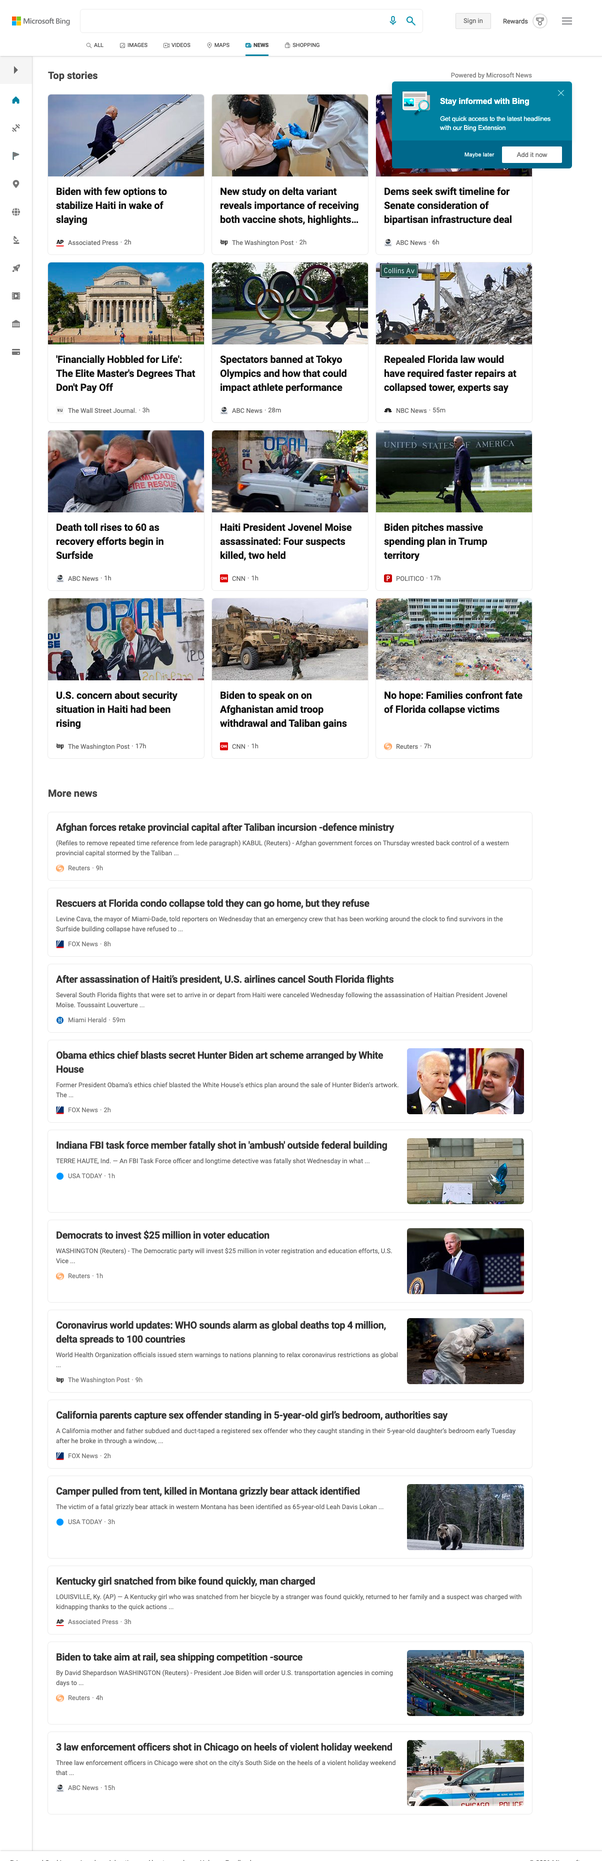 Microsoft Bing
Sign in
Rewards
ALL
IMAGES
VIDEOS
MAPS
NEWS
SHOPPING
Top stories
Powered by Microsoft News
Stay informed with Bing
Get quick access to the latest headlines
with our Bing Extension
Maybe later
Add it now
Biden with few options to
stabilize Haiti in wake of
slaying
AP Associated Press · 2h
New study on delta variant
reveals importance of receiving
both vaccine shots, highlights...
wp The Washington Post · 2h
Dems seek swift timeline for
Senate consideration of
bipartisan infrastructure deal
ABC News · 6h
Collins Av
'Financially Hobbled for Life':
The Elite Master's Degrees That
Don't Pay Off
The Wall Street Journal. · 3h
Spectators banned at Tokyo
Olympics and how that could
impact athlete performance
ABC News · 28m
Repealed Florida law would
have required faster repairs at
collapsed tower, experts say
NBC News · 55m
OPAH
UNITED STATES OF AMERICA
Death toll rises to 60 as
recovery efforts begin in
Surfside
ABC News · 1h
Haiti President Jovenel Moise
assassinated: Four suspects
killed, two held
CNN · 1h
Biden pitches massive
spending plan in Trump
territory
POLITICO · 17h
OPAH
U.S. concern about security
situation in Haiti had been
rising
wp The Washington Post · 17h
Biden to speak on on
Afghanistan amid troop
withdrawal and Taliban gains
CNN · 1h
No hope: Families confront fate
of Florida collapse victims
Reuters · 7h
More news
Afghan forces retake provincial capital after Taliban incursion -defence ministry
(Refiles to remove repeated time reference from lede paragraph) KABUL (Reuters) - Afghan government forces on Thursday wrested back control of a western
provincial capital stormed by the Taliban ...
Reuters · 9h
Rescuers at Florida condo collapse told they can go home, but they refuse
Levine Cava, the mayor of Miami-Dade, told reporters on Wednesday that an emergency crew that has been working around the clock to find survivors in the
Surfside building collapse have refused to ...
FOX News · 8h
After assassination of Haiti's president, U.S. airlines cancel South Florida flights
Several South Florida flights that were set to arrive in or depart from Haiti were canceled Wednesday following the assassination of Haitian President Jovenel
Moise. Toussaint Louverture ...
Miami Herald · 59m
Obama ethics chief blasts secret Hunter Biden art scheme arranged by White
House
Former President Obama's ethics chief blasted the White House's ethics plan around the sale of Hunter Biden's artwork.
The ...
FOX News · 2h
Indiana FBI task force member fatally shot in 'ambush' outside federal building
TERRE HAUTE, Ind. — An FBI Task Force officer and longtime detective was fatally shot Wednesday in what ...
USA TODAY · 1h
Democrats to invest $25 million in voter education
WASHINGTON (Reuters) - The Democratic party will invest $25 million in voter registration and education efforts, U.S.
Vice ...
Reuters · 1h
Coronavirus world updates: WHO sounds alarm as global deaths top 4 million,
delta spreads to 100 countries
World Health Organization officials issued stern warnings to nations planning to relax coronavirus restrictions as global
...
wp The Washington Post · 9h
California parents capture sex offender standing in 5-year-old girl's bedroom, authorities say
A California mother and father subdued and duct-taped a registered sex offender who they caught standing in their 5-year-old daughter's bedroom early Tuesday
after he broke in through a window, ...
FOX News · 2h
Camper pulled from tent, killed in Montana grizzly bear attack identified
The victim of a fatal grizzly bear attack in western Montana has been identified as 65-year-old Leah Davis Lokan ...
USA TODAY · 3h
Kentucky girl snatched from bike found quickly, man charged
LOUISVILLE, Ky. (AP) — A Kentucky girl who was snatched from her bicycle by a stranger was found quickly, returned to her family and a suspect was charged with
kidnapping thanks to the quick actions ...
AP Associated Press · 3h
Biden to take aim at rail, sea shipping competition -source
By David Shepardson WASHINGTON (Reuters) - President Joe Biden will order U.S. transportation agencies in coming
days to ...
Reuters · 4h
3 law enforcement officers shot in Chicago on heels of violent holiday weekend
Three law enforcement officers in Chicago were shot on the city's South Side on the heels of a violent holiday weekend
that ...
ABC News · 15h
CHICAGO POLICE